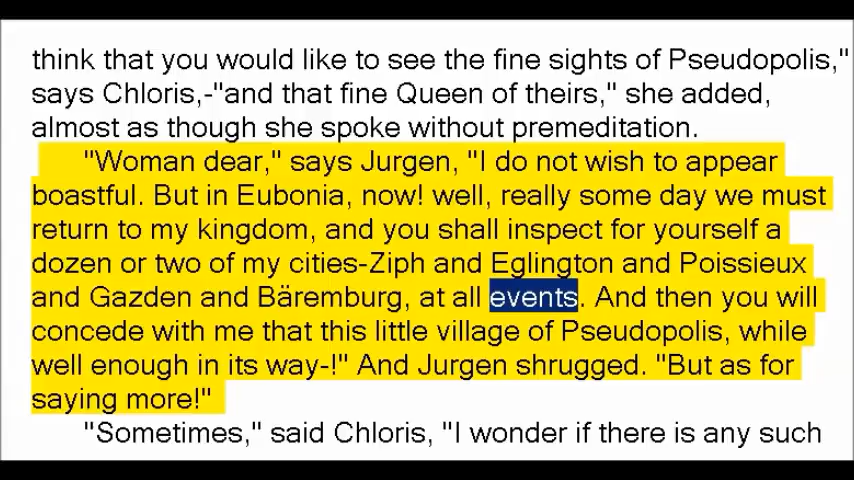 think that you would like to see the fine sights of Pseudopolis,"
says Chloris,-"and that fine Queen of theirs," she added,
almost as though she spoke without premeditation.
"Woman dear," says Jurgen, "I do not wish to appear
boastful. But in Eubonia, now! well, really some day we must
return to my kingdom, and you shall inspect for yourself a
dozen or two of my cities-Ziph and Eglington and Poissieux
and Gazden and Bäremburg, at all events. And then you will
concede with me that this little village of Pseudopolis, while
well enough in its way-!" And Jurgen shrugged. "But as for
saying more!"
"Sometimes," said Chloris, "I wonder if there is any such